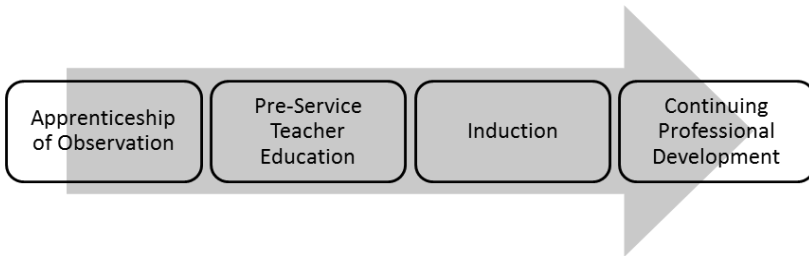 Apprenticeship
of Observation
Pre-Service
Teacher
Education
Induction
Continuing
Professional
Development